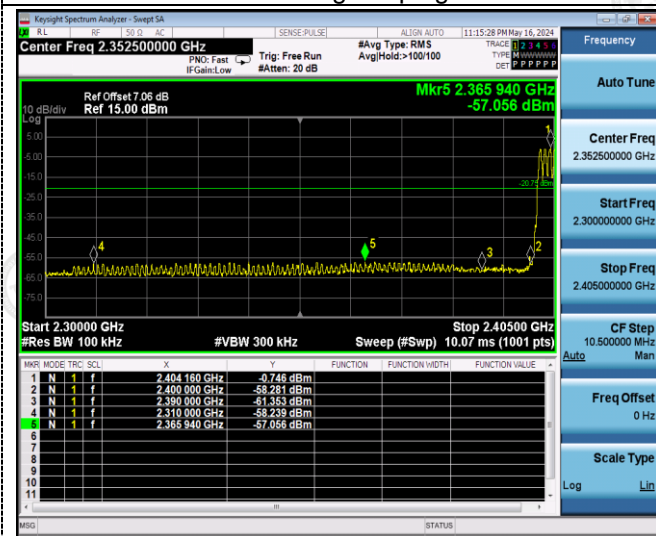 Keysight Spectrum Analyzer - Swept SA
RL RF 50 Ω AC SENSE:PULSE ALIGN AUTO 11:15:28 PM May 16, 2024
Center Freq 2.352500000 GHz
PNO: Fast
IFGain:Low
Trig: Free Run
#Atten: 20 dB
#Avg Type: RMS
Avg|Hold:>100/100
TRACE 1 2 3 4 5 6
TYPE M
DET P P P P P P
Ref Offset 7.06 dB
10 dB/div Ref 15.00 dBm
Log
Mkr5 2.365 940 GHz
-57.056 dBm
5.00
-5.00
-15.0
-25.0
-35.0
-45.0
-55.0
-65.0
-75.0
-20.75 dBm
1
2
3
4
5
Start 2.30000 GHz Stop 2.40500 GHz
#Res BW 100 kHz #VBW 300 kHz Sweep (#Swp) 10.07 ms (1001 pts)
MKR MODE TRC SCL X Y FUNCTION FUNCTION WIDTH FUNCTION VALUE
1 N 1 f 2.404 160 GHz -0.746 dBm
2 N 1 f 2.400 000 GHz -58.281 dBm
3 N 1 f 2.390 000 GHz -61.353 dBm
4 N 1 f 2.310 000 GHz -58.239 dBm
5 N 1 f 2.365 940 GHz -57.056 dBm
6
7
8
9
10
11
MSG STATUS
Frequency
Auto Tune
Center Freq
2.352500000 GHz
Start Freq
2.300000000 GHz
Stop Freq
2.405000000 GHz
CF Step
10.500000 MHz
Auto Man
Freq Offset
0 Hz
Scale Type
Log Lin